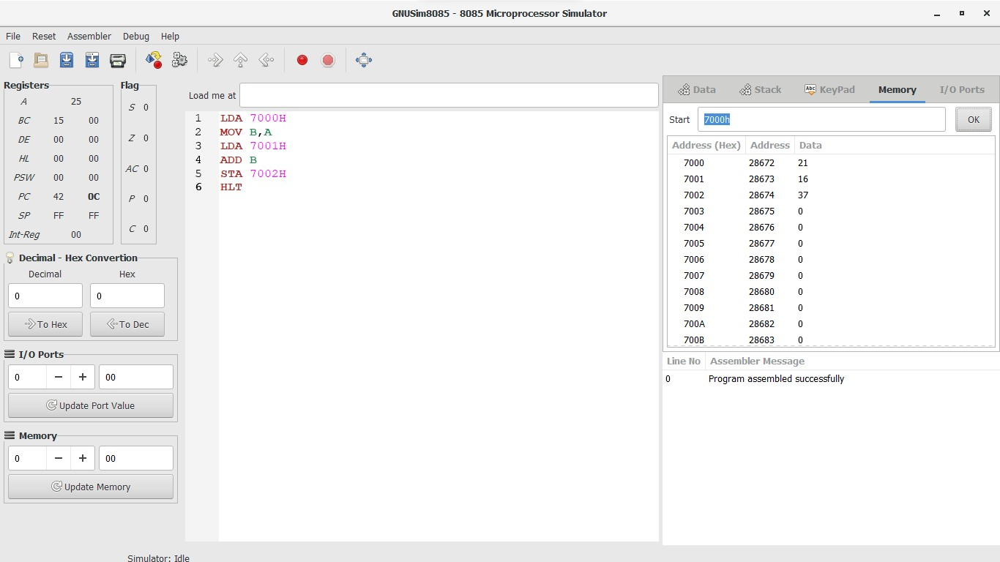 GNUSim8085 - 8085 Microprocessor Simulator
File Reset Assembler Debug Help
Registers
A 25
BC 15 00
DE 00 00
HL 00 00
PSW 00 00
PC 42 0C
SP FF FF
Int-Reg 00
Flag
S 0
Z 0
AC 0
P 0
C 0
Decimal - Hex Convertion
Decimal Hex
0 0
To Hex To Dec
I/O Ports
0 − + 00
Update Port Value
Memory
0 − + 00
Update Memory
Load me at
1 LDA 7000H
2 MOV B,A
3 LDA 7001H
4 ADD B
5 STA 7002H
6 HLT
Data Stack Abc KeyPad Memory I/O Ports
Start 7000h OK
Address (Hex) Address Data
7000 28672 21
7001 28673 16
7002 28674 37
7003 28675 0
7004 28676 0
7005 28677 0
7006 28678 0
7007 28679 0
7008 28680 0
7009 28681 0
700A 28682 0
700B 28683 0
Line No Assembler Message
0 Program assembled successfully
Simulator: Idle